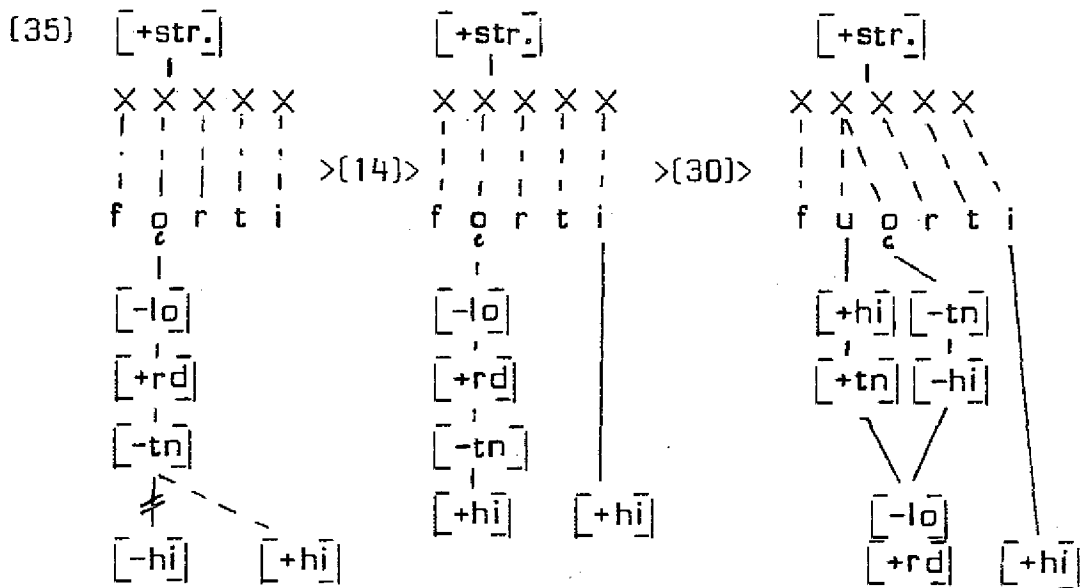 (35) [+str.] [+str.] [+str.]
× × × × × × × × × × × × × × ×
>(14)> >(30)>
f o̜ r t i f o̜ r t i f u o̜ r t i
[-lo] [-lo] [+hi] [-tn]
[+rd] [+rd] [+tn] [-hi]
[-tn] [-tn]
[-hi] [+hi] [+hi] [+hi] [-lo]
[+rd] [+hi]